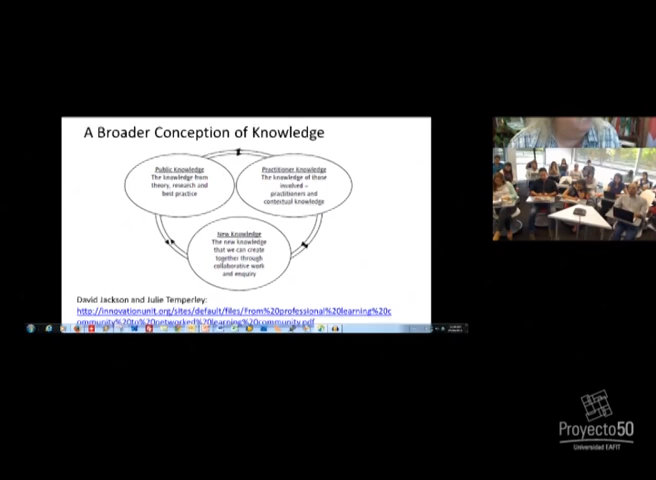 A Broader Conception of Knowledge
Public Knowledge
The knowledge from
theory, research and
best practice
Practitioner Knowledge
The knowledge of those
involved –
practitioners and
contextual knowledge
New Knowledge
The new knowledge
that we can create
together through
collaborative work
and enquiry
David Jackson and Julie Temperley:
http://innovationunit.org/sites/default/files/From%20professional%20learning%20c
ommunity%20to%20networked%20learning%20community.pdf
Proyecto50
Universidad EAFIT